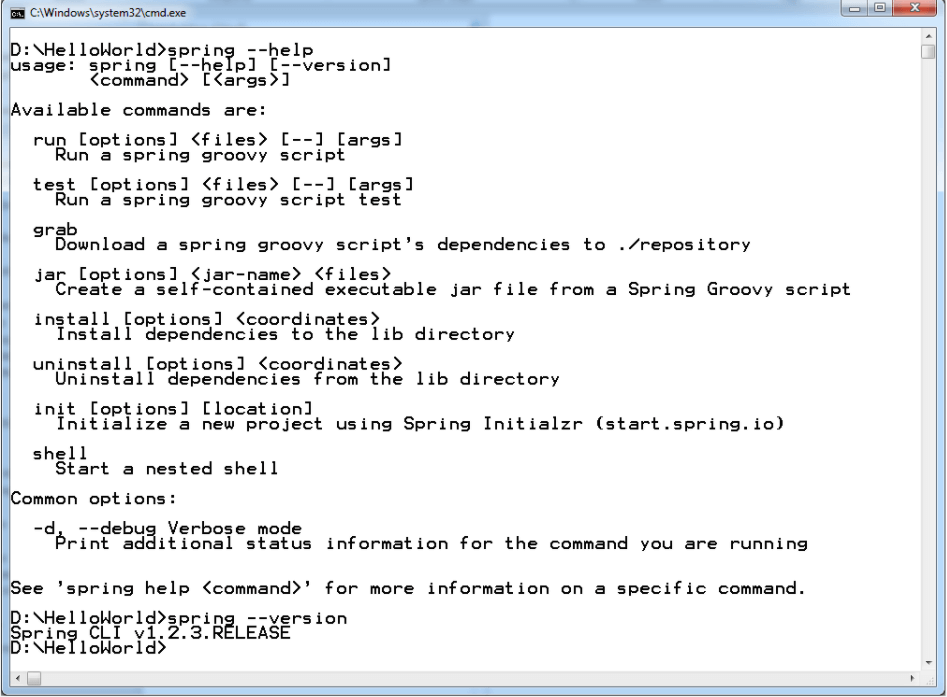 C:\Windows\system32\cmd.exe
D:\HelloWorld>spring --help
usage: spring [--help] [--version]
       <command> [<args>]
Available commands are:
  run [options] <files> [--] [args]
    Run a spring groovy script
  test [options] <files> [--] [args]
    Run a spring groovy script test
  grab
    Download a spring groovy script's dependencies to ./repository
  jar [options] <jar-name> <files>
    Create a self-contained executable jar file from a Spring Groovy script
  install [options] <coordinates>
    Install dependencies to the lib directory
  uninstall [options] <coordinates>
    Uninstall dependencies from the lib directory
  init [options] [location]
    Initialize a new project using Spring Initialzr (start.spring.io)
  shell
    Start a nested shell
Common options:
  -d, --debug Verbose mode
    Print additional status information for the command you are running
See 'spring help <command>' for more information on a specific command.
D:\HelloWorld>spring --version
Spring CLI v1.2.3.RELEASE
D:\HelloWorld>